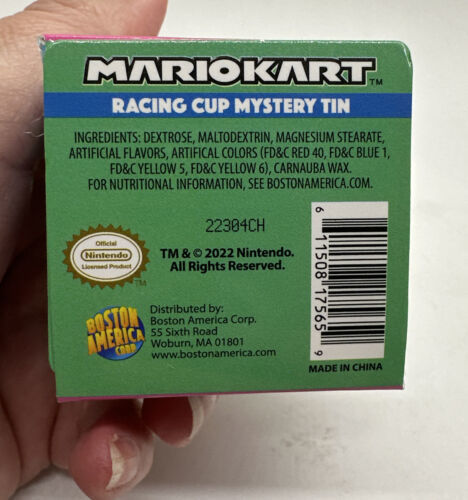 MARIOKART™
RACING CUP MYSTERY TIN
INGREDIENTS: DEXTROSE, MALTODEXTRIN, MAGNESIUM STEARATE,
ARTIFICIAL FLAVORS, ARTIFICAL COLORS (FD&C RED 40, FD&C BLUE 1,
FD&C YELLOW 5, FD&C YELLOW 6), CARNAUBA WAX.
FOR NUTRITIONAL INFORMATION, SEE BOSTONAMERICA.COM.
22304CH
Official
Nintendo
Licensed Product
TM
TM & © 2022 Nintendo.
All Rights Reserved.
BOSTON
AMERICA
CORP
Distributed by:
Boston America Corp.
55 Sixth Road
Woburn, MA 01801
www.bostonamerica.com
6 11508 17565 9
MADE IN CHINA